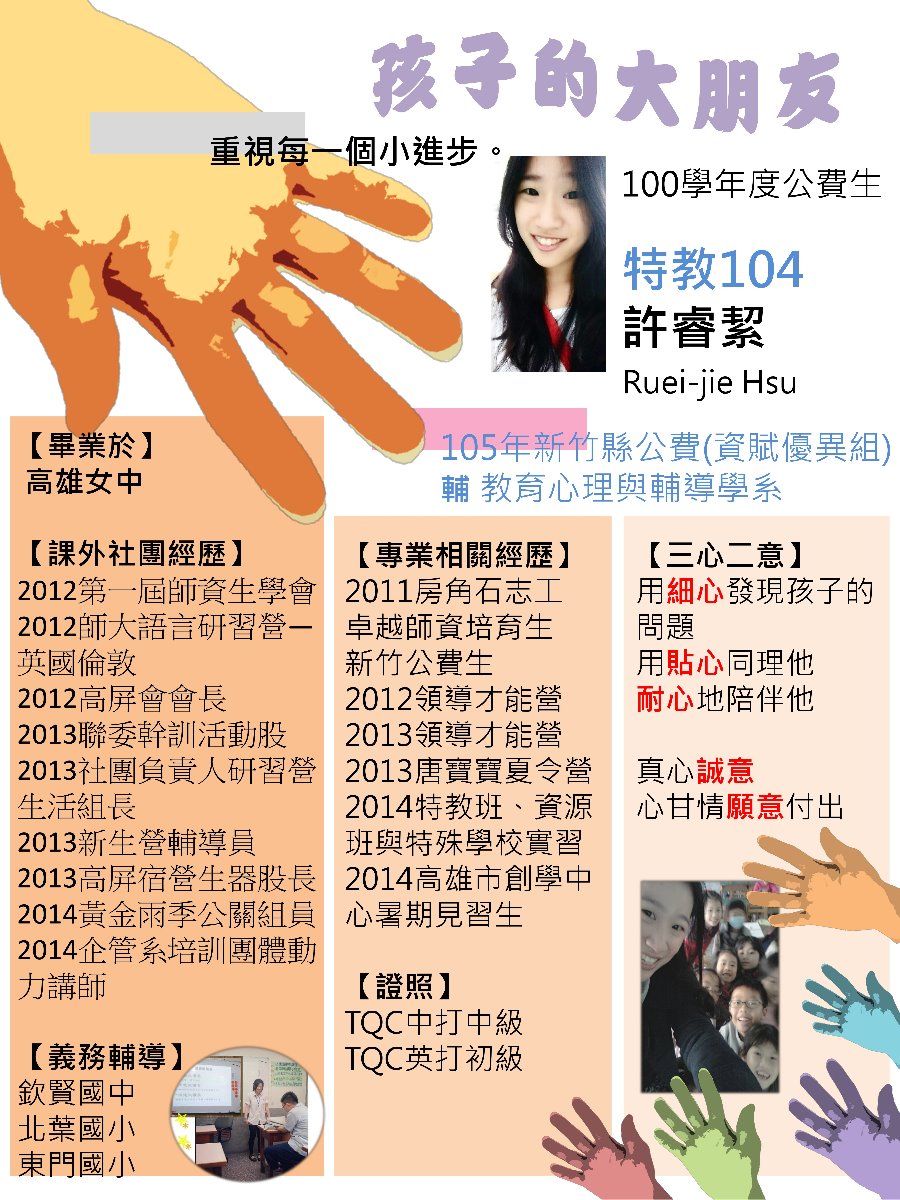 孩子的大朋友
重視每一個小進步。
100學年度公費生
特教104
許睿絜
Ruei-jie Hsu
105年新竹縣公費(資賦優異組)
輔 教育心理與輔導學系
【畢業於】
高雄女中
【課外社團經歷】
2012第一屆師資生學會
2012師大語言研習營—
英國倫敦
2012高屏會會長
2013聯委幹訓活動股
2013社團負責人研習營
生活組長
2013新生營輔導員
2013高屏宿營生器股長
2014黃金雨季公關組員
2014企管系培訓團體動
力講師
【義務輔導】
欽賢國中
北葉國小
東門國小
【專業相關經歷】
2011房角石志工
卓越師資培育生
新竹公費生
2012領導才能營
2013領導才能營
2013唐寶寶夏令營
2014特教班、資源
班與特殊學校實習
2014高雄市創學中
心暑期見習生
【證照】
TQC中打中級
TQC英打初級
【三心二意】
用細心發現孩子的
問題
用貼心同理他
耐心地陪伴他
真心誠意
心甘情願意付出